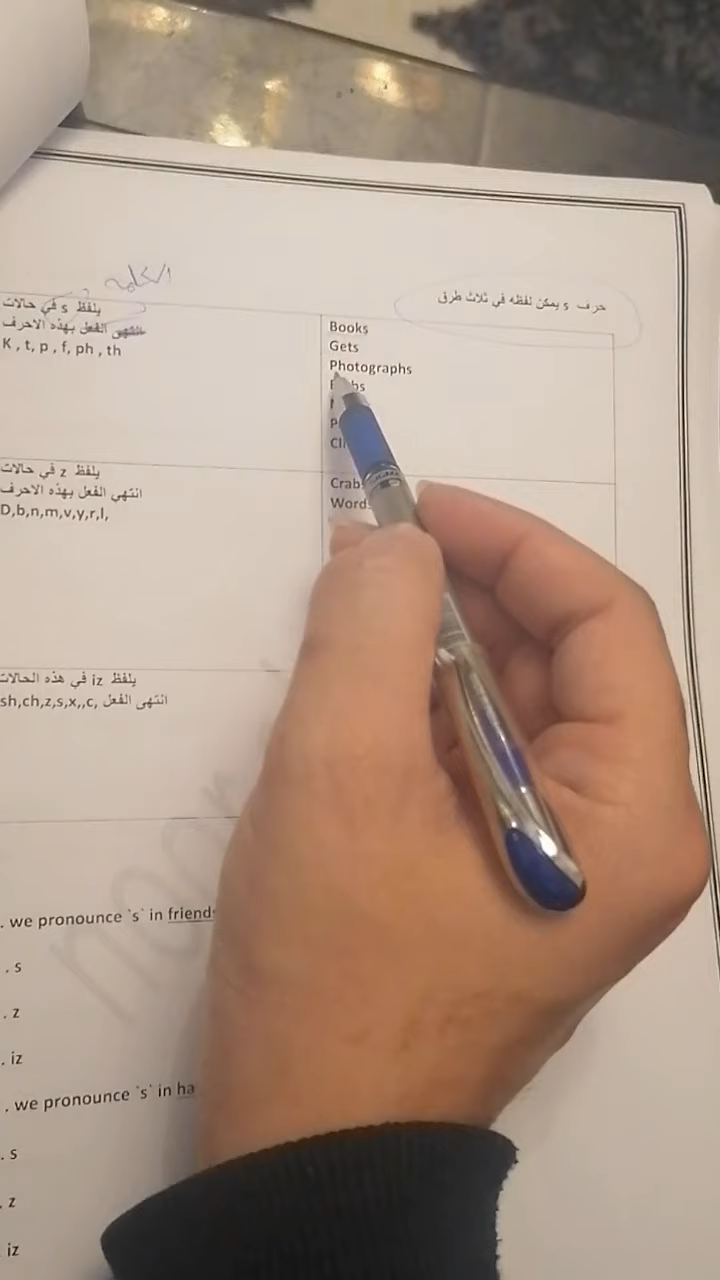 الكلمة
حرف s يمكن لفظه في ثلاث طرق
يلفظ s في حالات
انتهى الفعل بهذه الاحرف
K , t, p , f, ph , th
Books
Gets
Photographs
يلفظ z في حالات
انتهي الفعل بهذه الاحرف
D,b,n,m,v,y,r,l,
Crabs
Words
يلفظ iz في هذه الحالات
انتهى الفعل sh,ch,z,s,x,,c,
. we pronounce `s` in friends
. s
. z
. iz
. we pronounce `s` in ha
. s
. z
iz